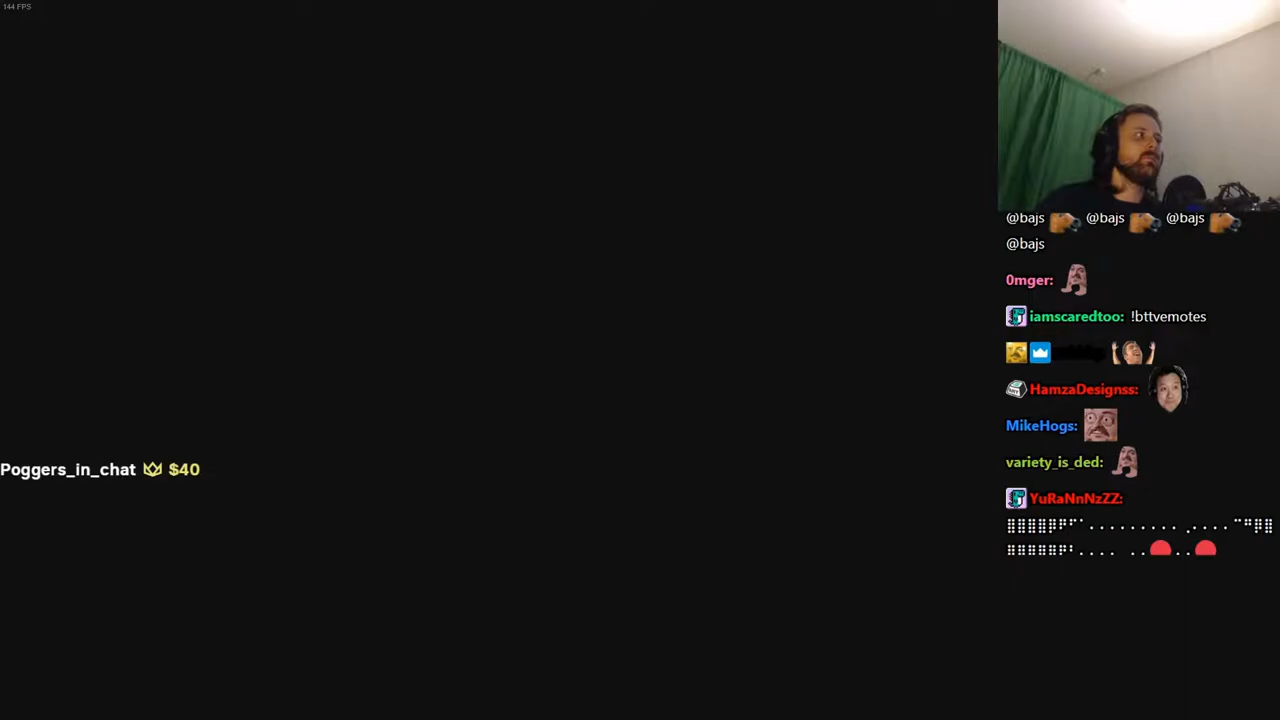 144 FPS
@bajs @bajs @bajs
@bajs
0mger:
iamscaredtoo: !bttvemotes
HamzaDesignss:
MikeHogs:
Poggers_in_chat $40
variety_is_ded:
YuRaNnNzZZ: